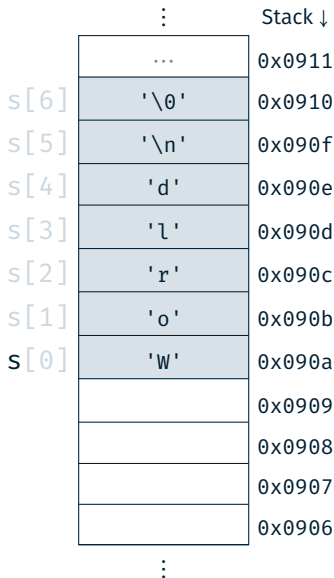 ⋮ Stack ↓
... 0x0911
s[6] '\0' 0x0910
s[5] '\n' 0x090f
s[4] 'd' 0x090e
s[3] 'l' 0x090d
s[2] 'r' 0x090c
s[1] 'o' 0x090b
s[0] 'W' 0x090a
0x0909
0x0908
0x0907
0x0906
⋮